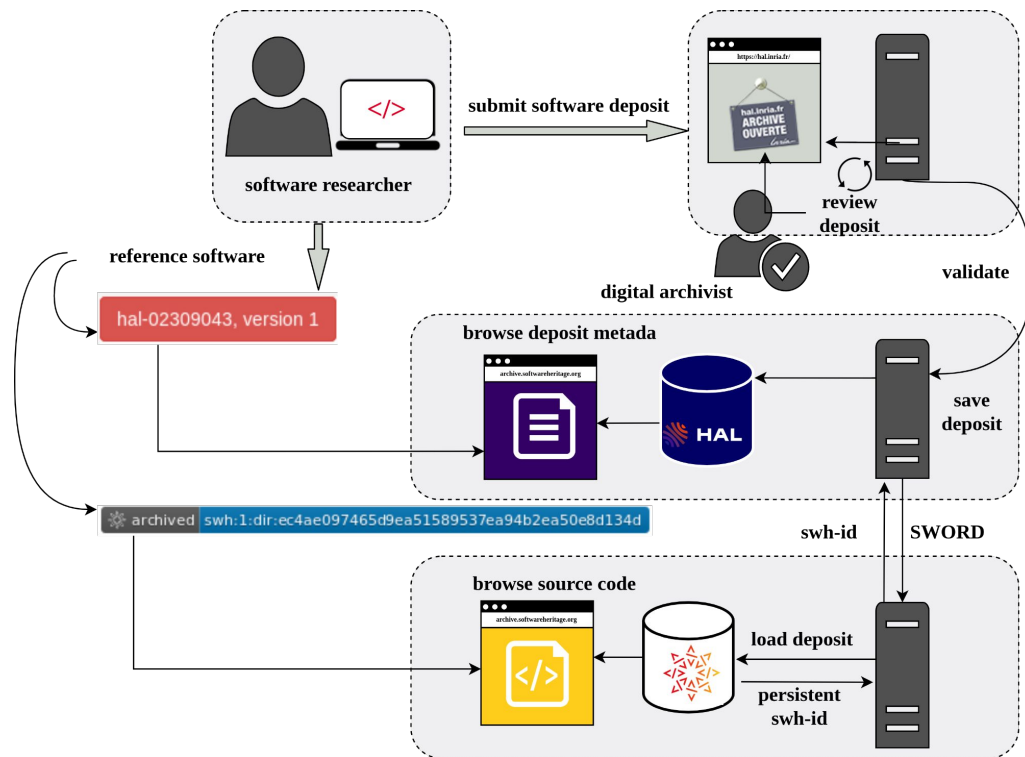 https://hal.inria.fr/
hal.inria.fr
ARCHIVE
OUVERTE
Inria
</>
submit software deposit
software researcher
review
deposit
reference software
validate
digital archivist
hal-02309043, version 1
browse deposit metada
archive.softwareheritage.org
HAL
save
deposit
archived swh:1:dir:ec4ae097465d9ea51589537ea94b2ea50e8d134d
swh-id
SWORD
browse source code
archive.softwareheritage.org
</>
load deposit
persistent
swh-id